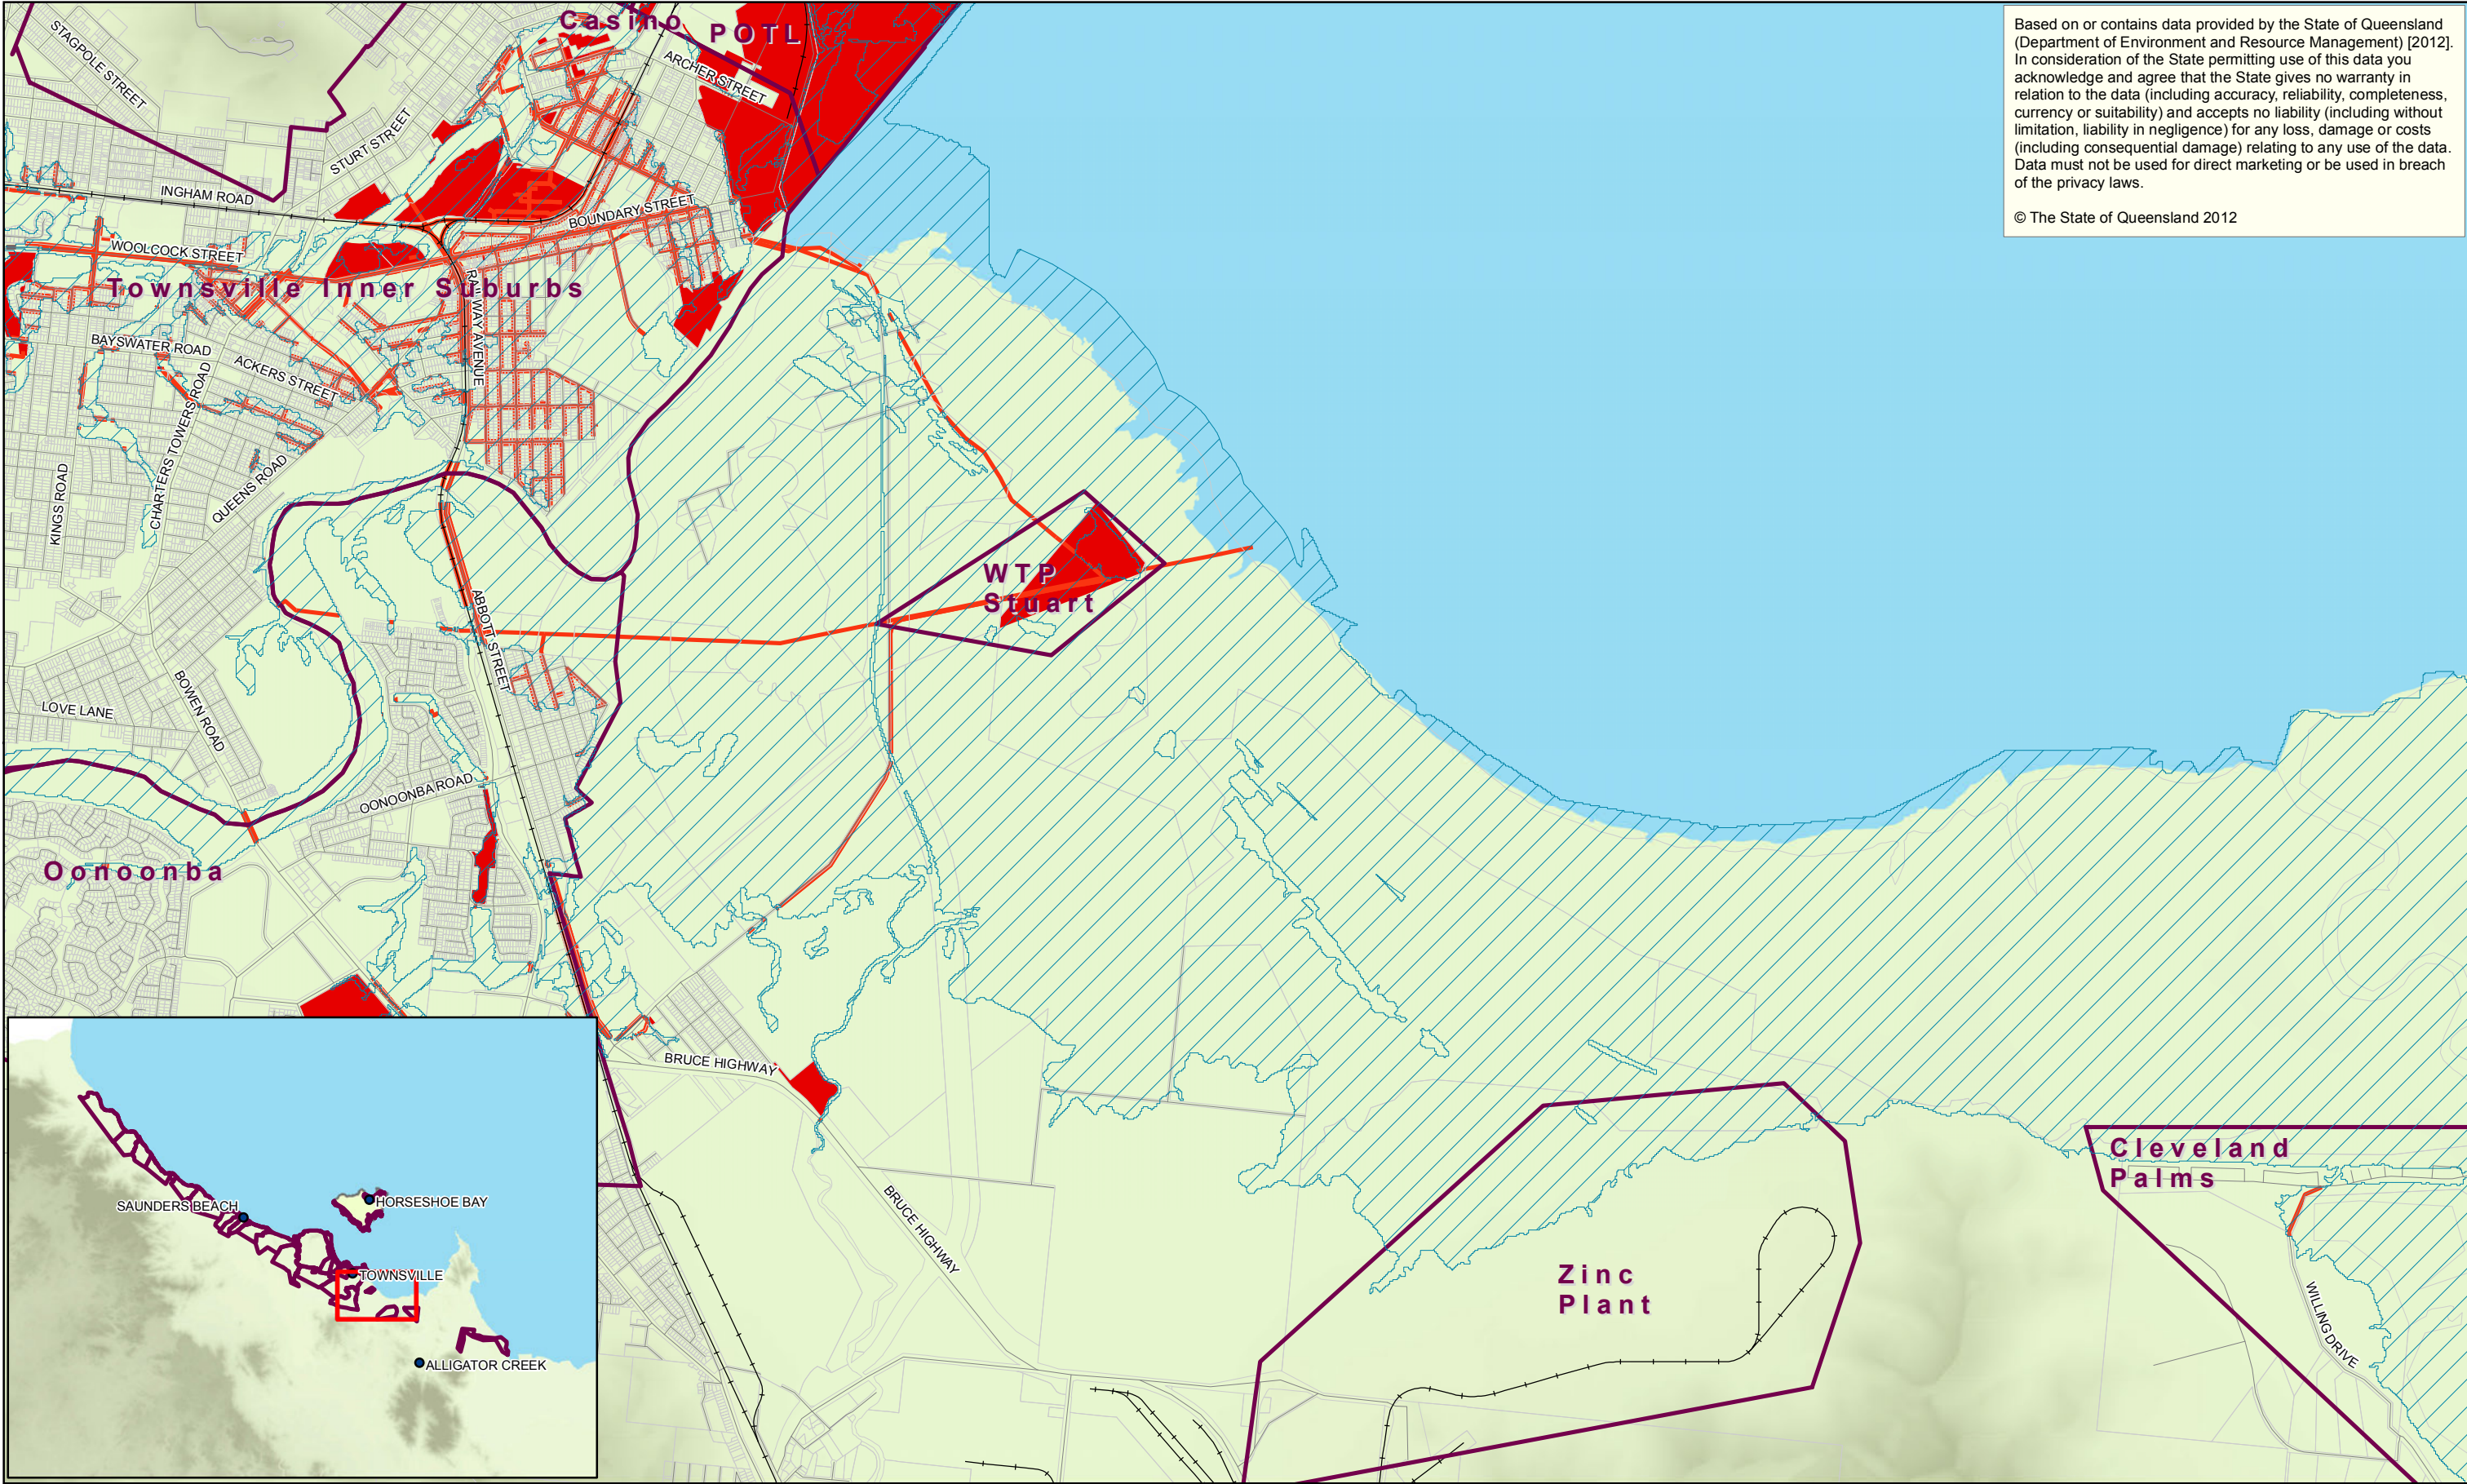 Casino
POTL
STAGPOLE STREET
ARCHER STREET
STURT STREET
INGHAM ROAD
BOUNDARY STREET
WOOLCOCK STREET
Townsville Inner Suburbs
RAILWAY AVENUE
BAYSWATER ROAD
ACKERS STREET
CHARTERS TOWERS ROAD
KINGS ROAD
QUEENS ROAD
WTP
Stuart
ABBOTT STREET
BOWEN ROAD
LOVE LANE
OONOONBA ROAD
Oonoonba
BRUCE HIGHWAY
BRUCE HIGHWAY
Cleveland
Palms
Zinc
Plant
WILLING DRIVE
SAUNDERS BEACH
HORSESHOE BAY
TOWNSVILLE
ALLIGATOR CREEK
Based on or contains data provided by the State of Queensland
(Department of Environment and Resource Management) [2012].
In consideration of the State permitting use of this data you
acknowledge and agree that the State gives no warranty in
relation to the data (including accuracy, reliability, completeness,
currency or suitability) and accepts no liability (including without
limitation, liability in negligence) for any loss, damage or costs
(including consequential damage) relating to any use of the data.
Data must not be used for direct marketing or be used in breach
of the privacy laws.
© The State of Queensland 2012